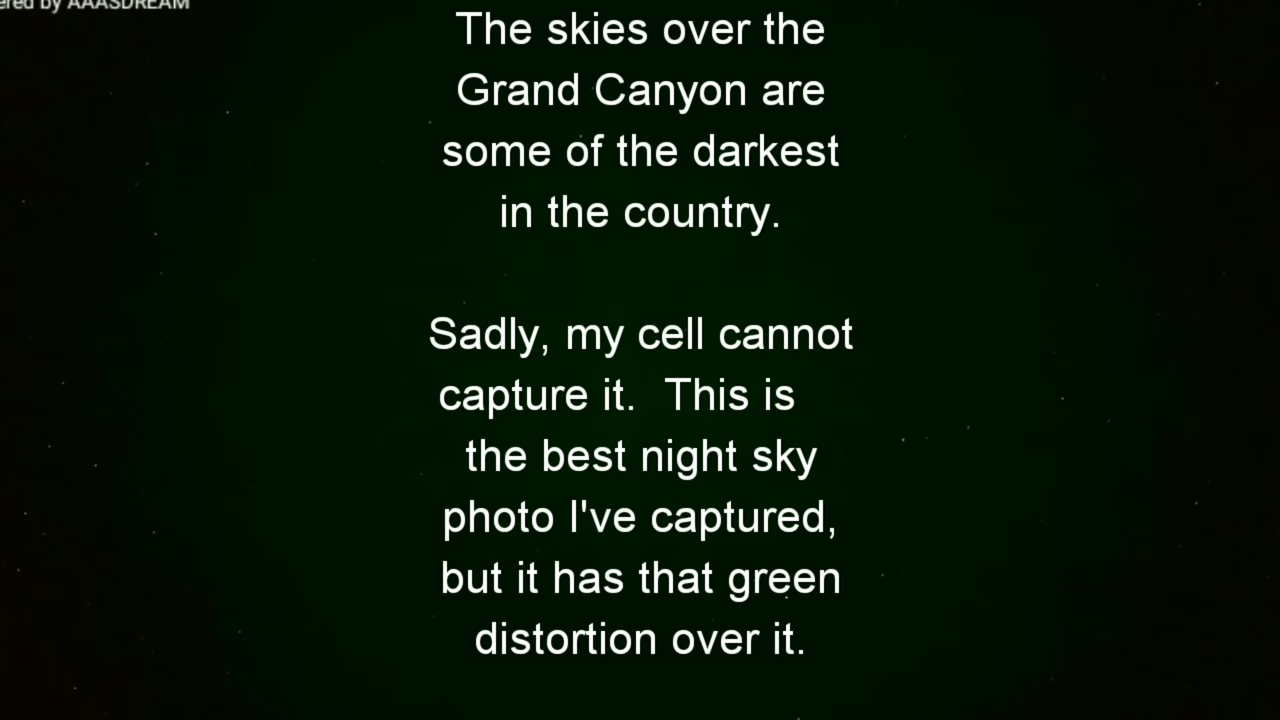 AAASDREAM
The skies over the
Grand Canyon are
some of the darkest
in the country.
Sadly, my cell cannot
capture it.  This is
the best night sky
photo I've captured,
but it has that green
distortion over it.